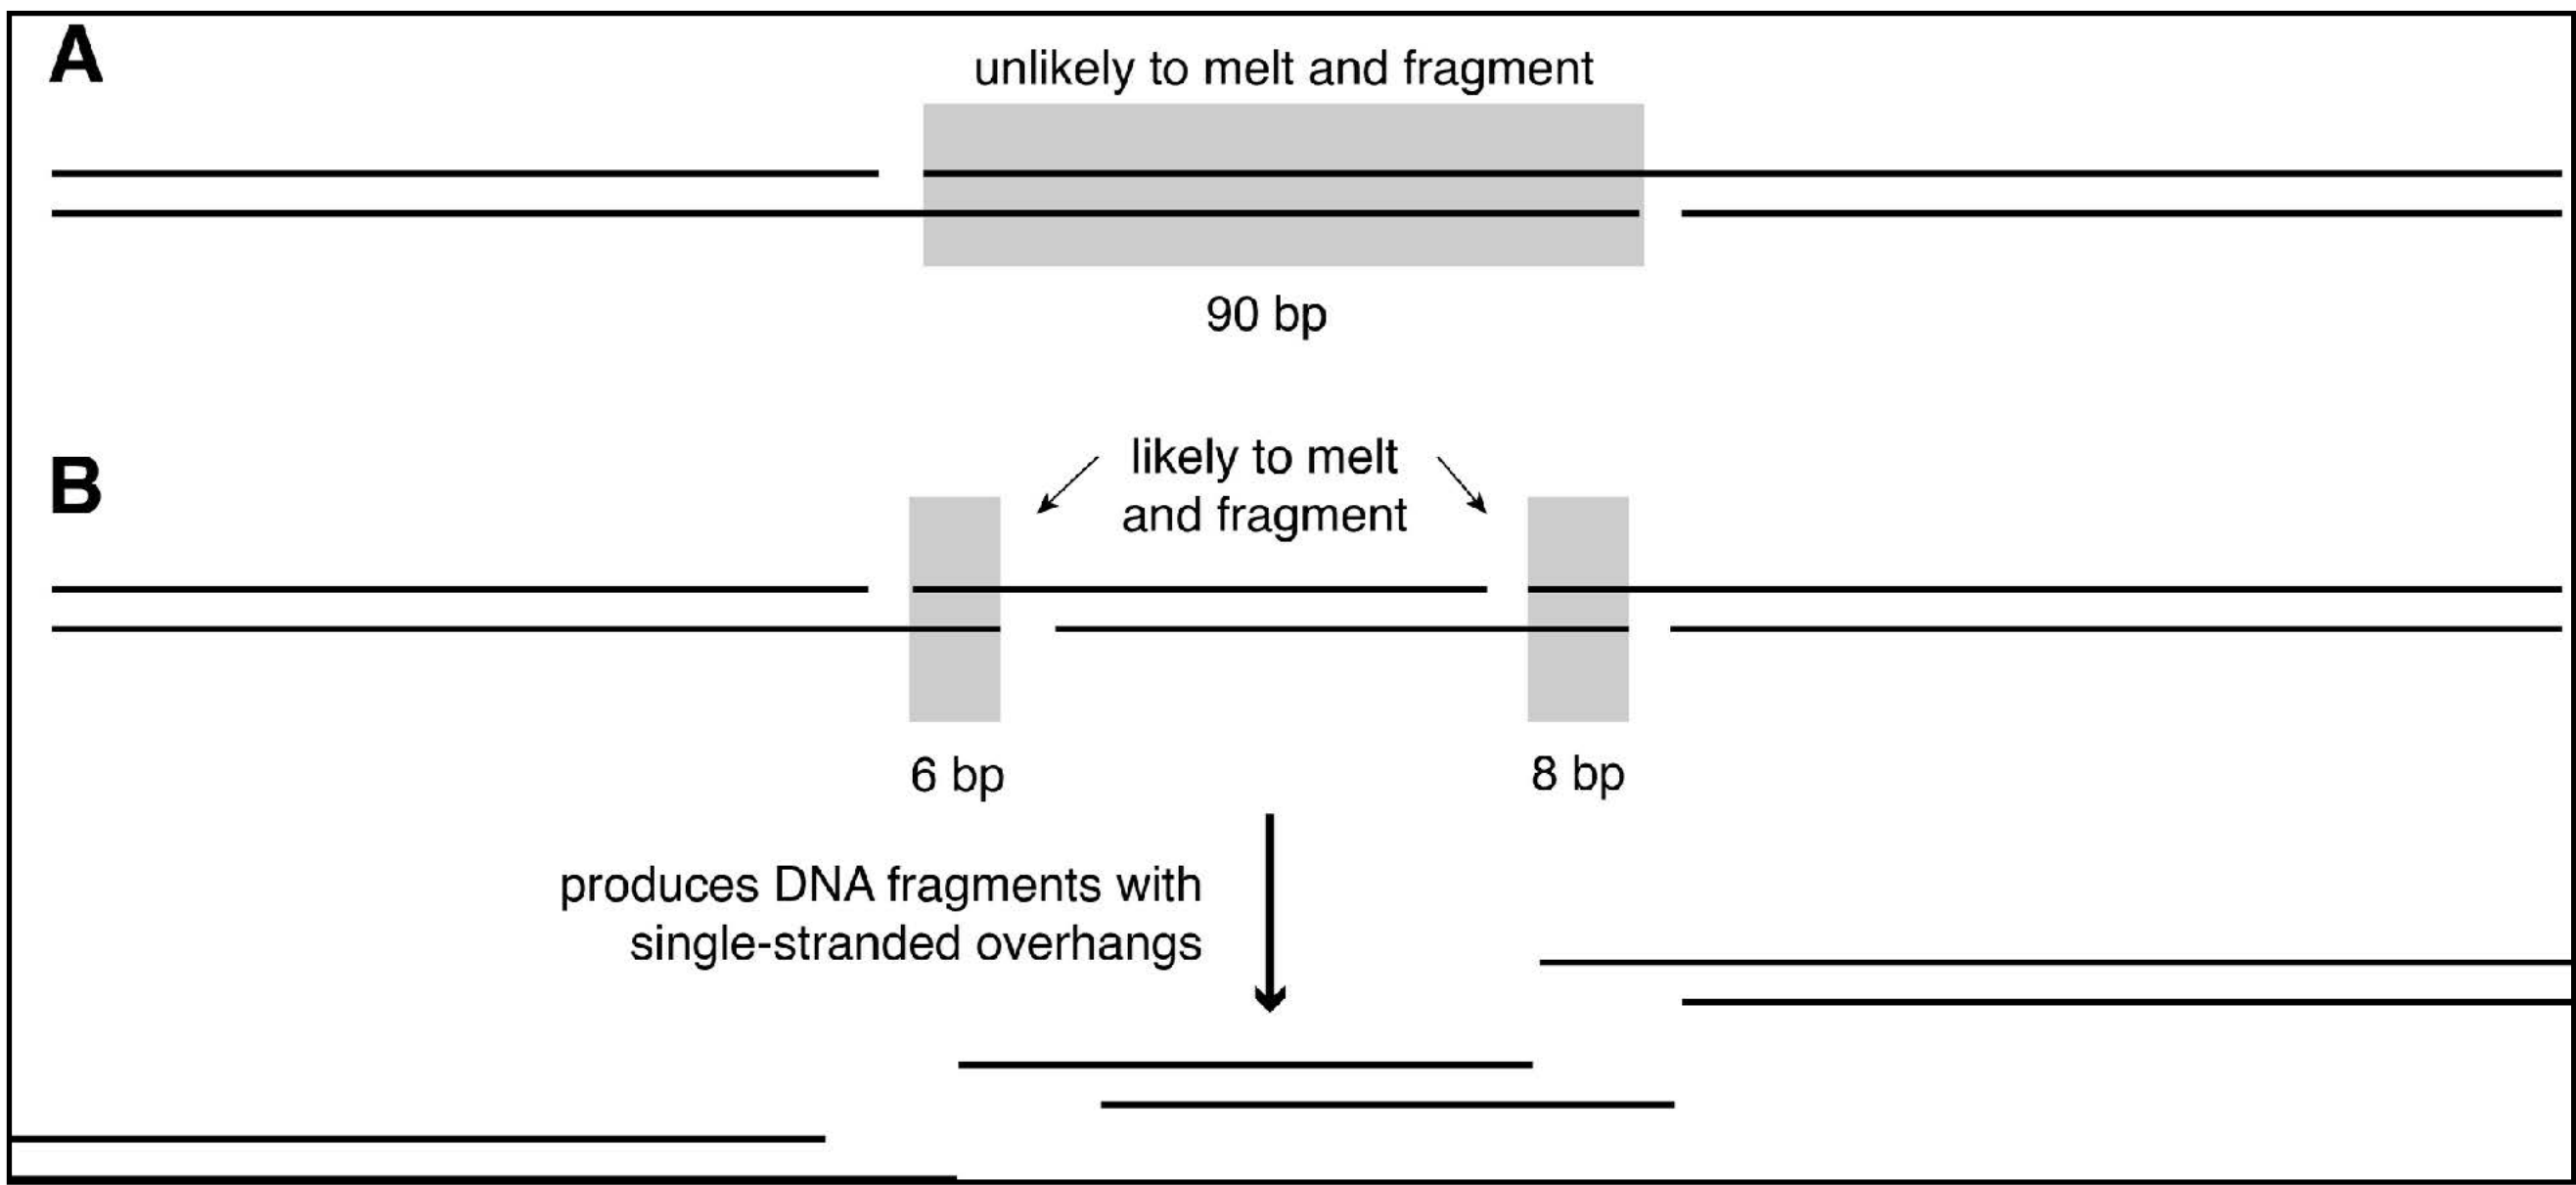 A
unlikely to melt and fragment
90 bp
B
likely to melt
and fragment
6 bp
8 bp
produces DNA fragments with
single-stranded overhangs